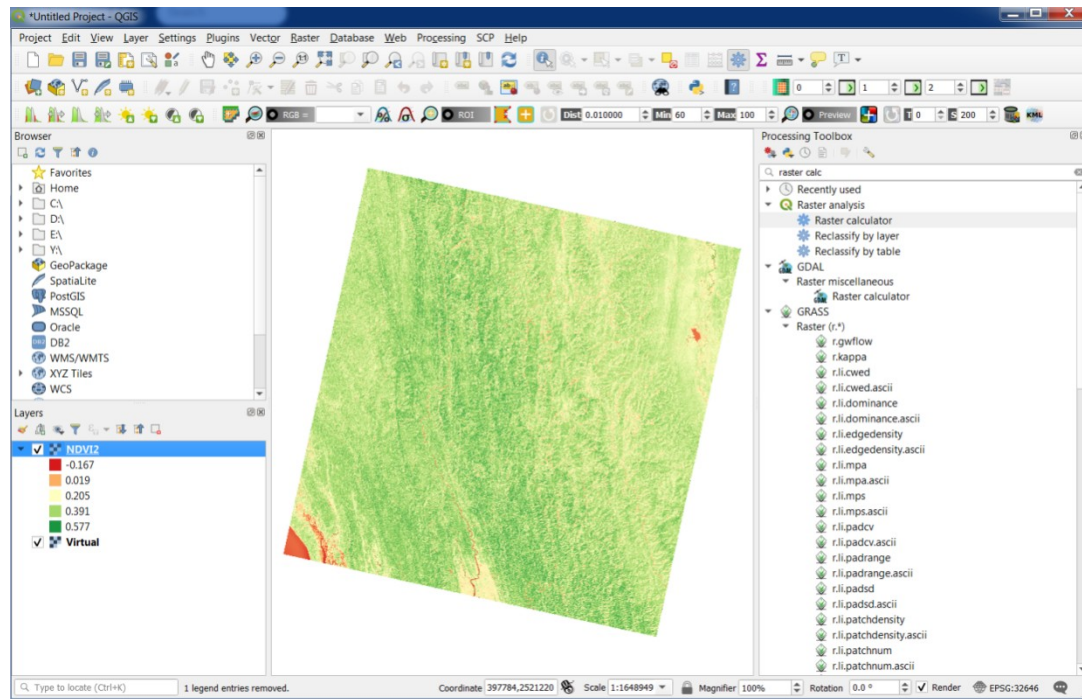 *Untitled Project - QGIS
Project Edit View Layer Settings Plugins Vector Raster Database Web Processing SCP Help
0 1 2
RGB = ROI Dist 0.010000 Min 60 Max 100 Preview T 0 S 200 KML
Browser
Favorites
Home
C:\
D:\
E:\
Y:\
GeoPackage
SpatiaLite
PostGIS
MSSQL
Oracle
DB2
WMS/WMTS
XYZ Tiles
WCS
Layers
NDVI2
-0.167
0.019
0.205
0.391
0.577
Virtual
Processing Toolbox
raster calc
Recently used
Raster analysis
Raster calculator
Reclassify by layer
Reclassify by table
GDAL
Raster miscellaneous
Raster calculator
GRASS
Raster (r.*)
r.gwflow
r.kappa
r.li.cwed
r.li.cwed.ascii
r.li.dominance
r.li.dominance.ascii
r.li.edgedensity
r.li.edgedensity.ascii
r.li.mpa
r.li.mpa.ascii
r.li.mps
r.li.mps.ascii
r.li.padcv
r.li.padcv.ascii
r.li.padrange
r.li.padrange.ascii
r.li.padsd
r.li.padsd.ascii
r.li.patchdensity
r.li.patchdensity.ascii
r.li.patchnum
r.li.patchnum.ascii
Type to locate (Ctrl+K) 1 legend entries removed. Coordinate 397784,2521220 Scale 1:1648949 Magnifier 100% Rotation 0.0 ° Render EPSG:32646